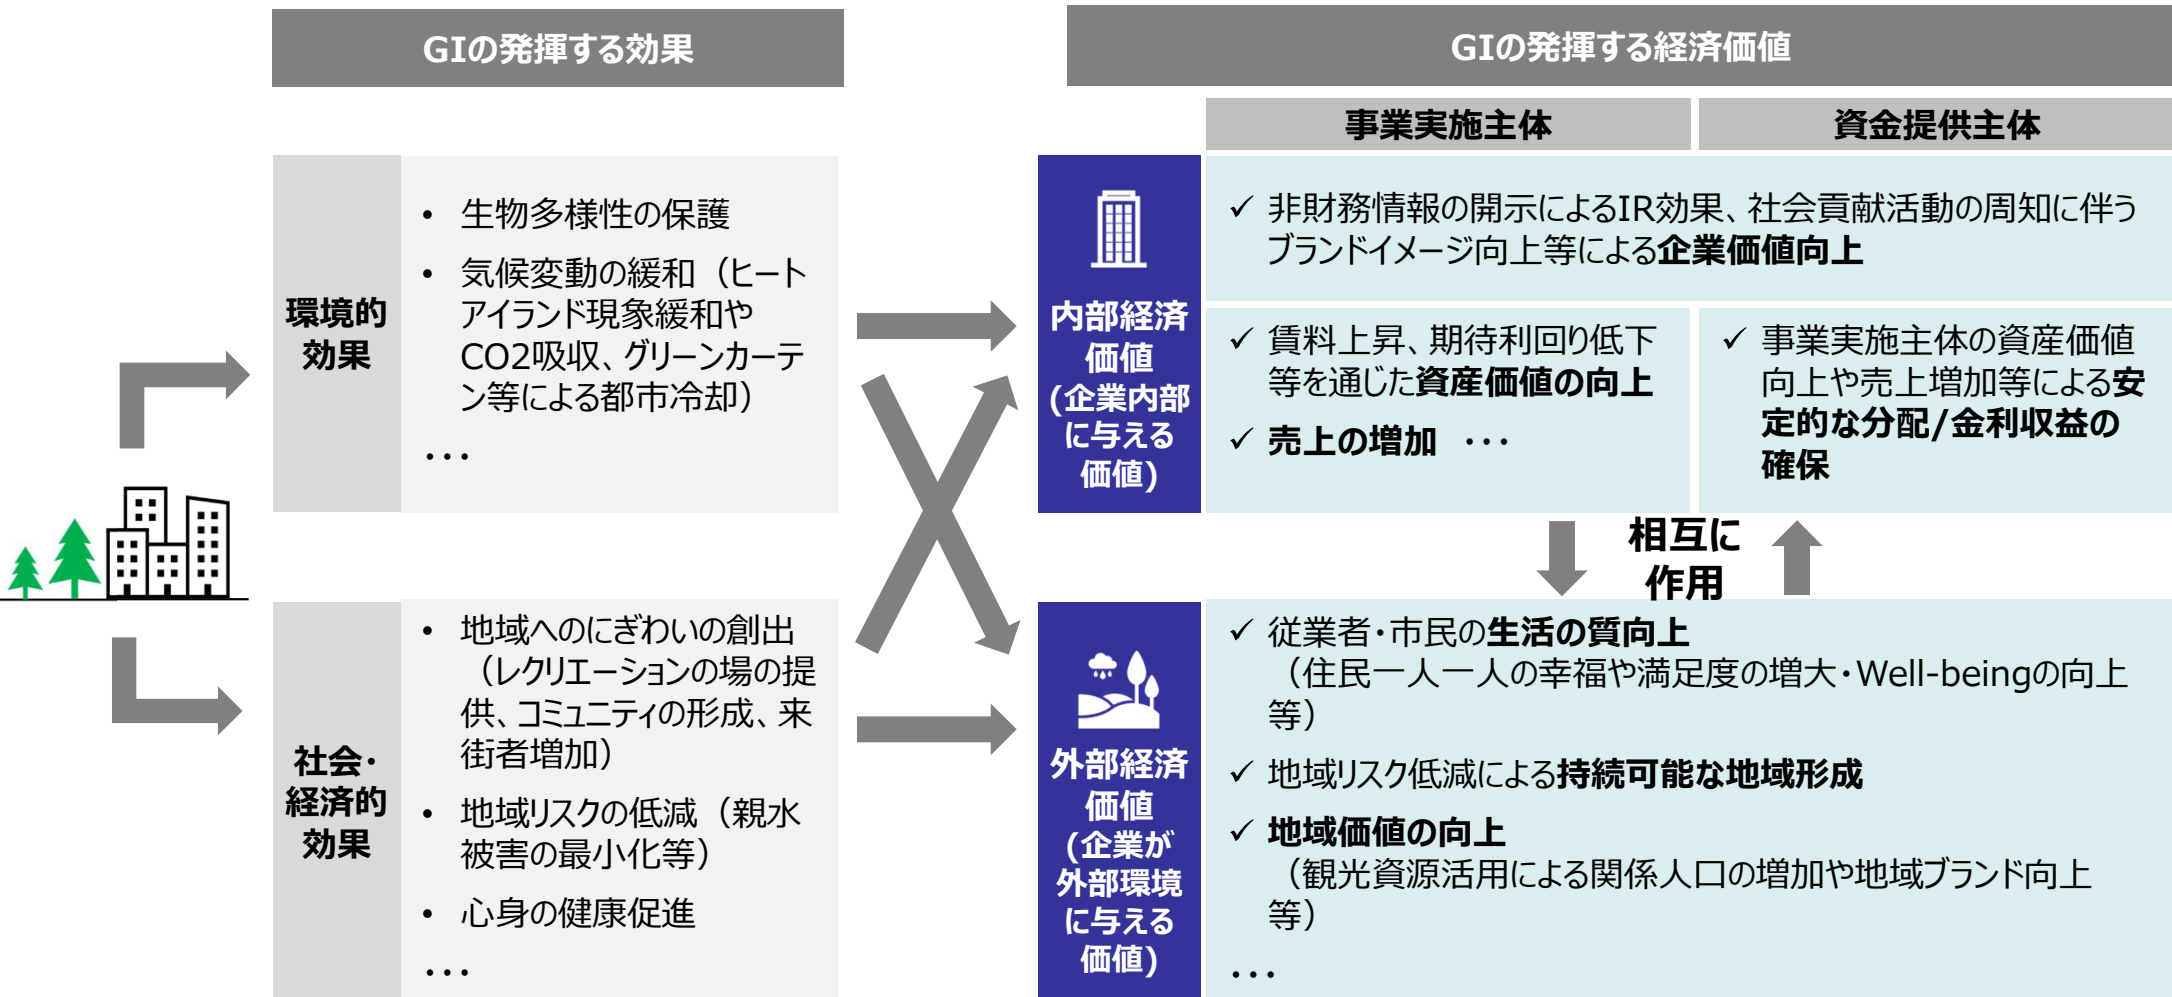 GIの発揮する効果
環境的
効果
• 生物多様性の保護
• 気候変動の緩和（ヒート
アイランド現象緩和や
CO2吸収、グリーンカーテ
ン等による都市冷却）
･･･
社会・
経済的
効果
• 地域へのにぎわいの創出
（レクリエーションの場の提
供、コミュニティの形成、来
街者増加）
• 地域リスクの低減（親水
被害の最小化等）
• 心身の健康促進
･･･
GIの発揮する経済価値
事業実施主体
資金提供主体
内部経済
価値
(企業内部
に与える
価値)
✓ 非財務情報の開示によるIR効果、社会貢献活動の周知に伴う
ブランドイメージ向上等による企業価値向上
✓ 賃料上昇、期待利回り低下
等を通じた資産価値の向上
✓ 売上の増加 ･･･
✓ 事業実施主体の資産価値
向上や売上増加等による安
定的な分配/金利収益の
確保
相互に
作用
外部経済
価値
(企業が
外部環境
に与える
価値)
✓ 従業者・市民の生活の質向上
（住民一人一人の幸福や満足度の増大・Well-beingの向上
等）
✓ 地域リスク低減による持続可能な地域形成
✓ 地域価値の向上
（観光資源活用による関係人口の増加や地域ブランド向上
等）
･･･